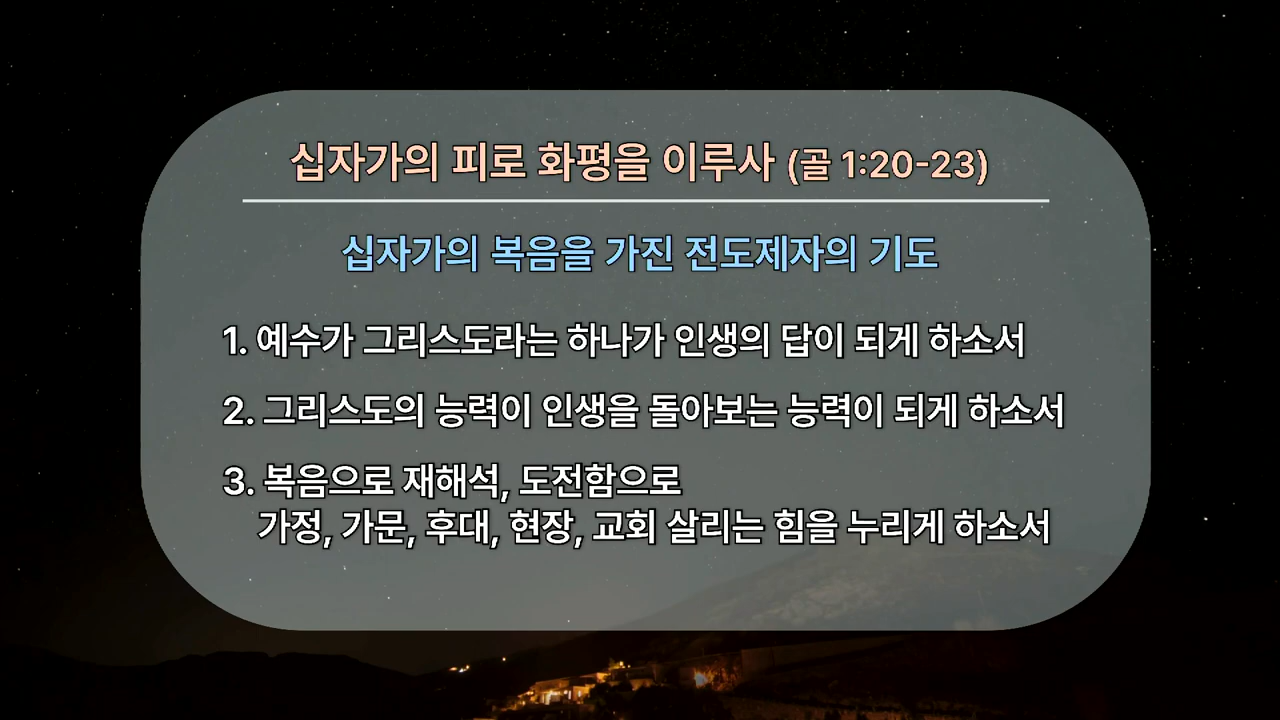 십자가의 피로 화평을 이루사 (골 1:20-23)
십자가의 복음을 가진 전도제자의 기도
1. 예수가 그리스도라는 하나가 인생의 답이 되게 하소서
2. 그리스도의 능력이 인생을 돌아보는 능력이 되게 하소서
3. 복음으로 재해석, 도전함으로
가정, 가문, 후대, 현장, 교회 살리는 힘을 누리게 하소서